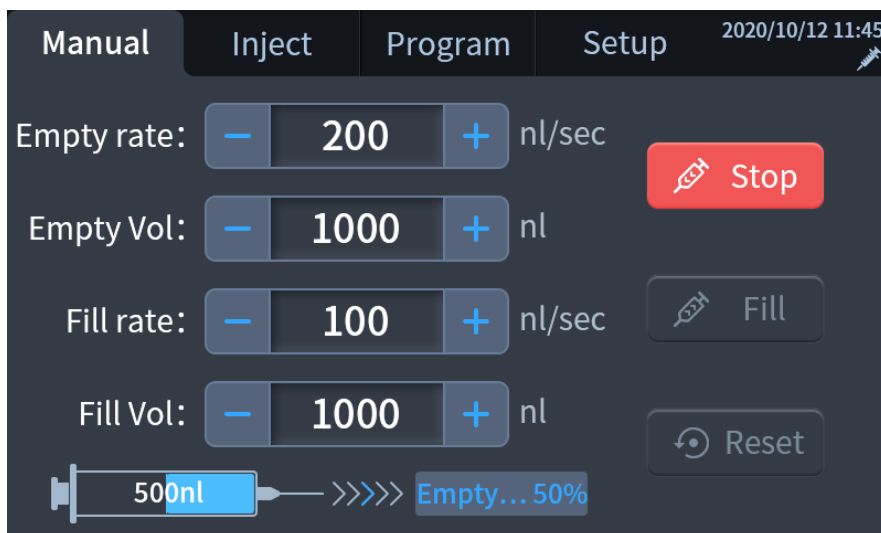 Manual Inject Program Setup 2020/10/12 11:45
Empty rate: − 200 + nl/sec
Stop
Empty Vol: − 1000 + nl
Fill rate: − 100 + nl/sec
Fill
Fill Vol: − 1000 + nl
Reset
500nl Empty... 50%